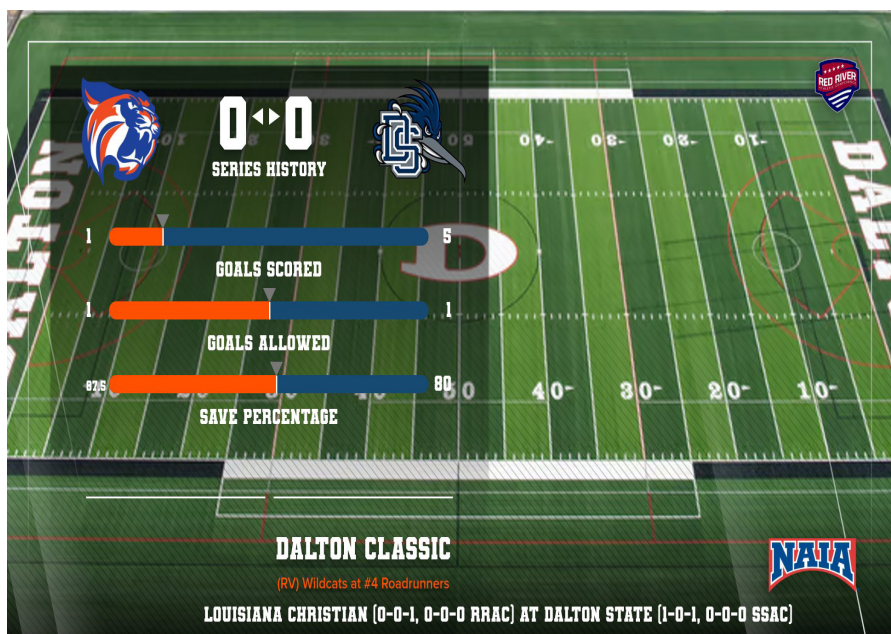 RED RIVER
0 0
SERIES HISTORY
DS
1 5
GOALS SCORED
1 1
GOALS ALLOWED
87.5 80
SAVE PERCENTAGE
DALTON
D
50
40-
30-
20-
10-
DALTON CLASSIC
(RV) Wildcats at #4 Roadrunners
NAIA
LOUISIANA CHRISTIAN (0-0-1, 0-0-0 RRAC) AT DALTON STATE (1-0-1, 0-0-0 SSAC)